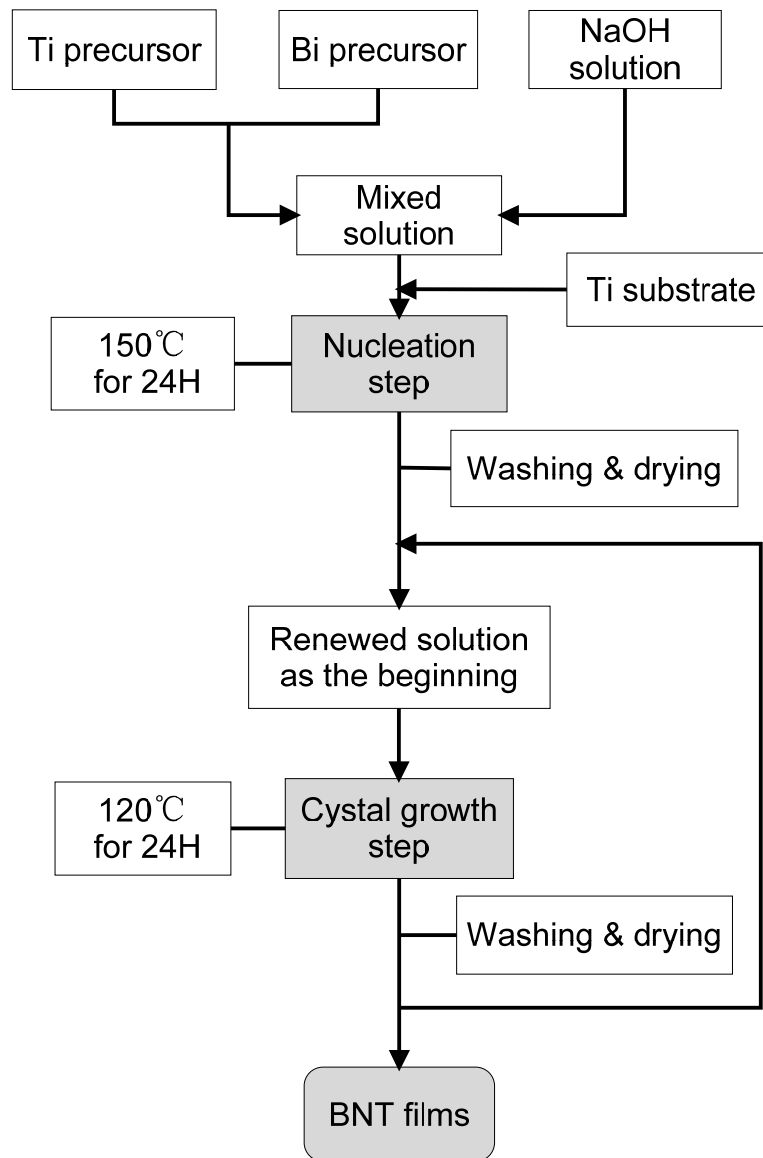 Ti precursor
Bi precursor
NaOH
solution
Mixed
solution
Ti substrate
150℃
for 24H
Nucleation
step
Washing & drying
Renewed solution
as the beginning
120℃
for 24H
Cystal growth
step
Washing & drying
BNT films